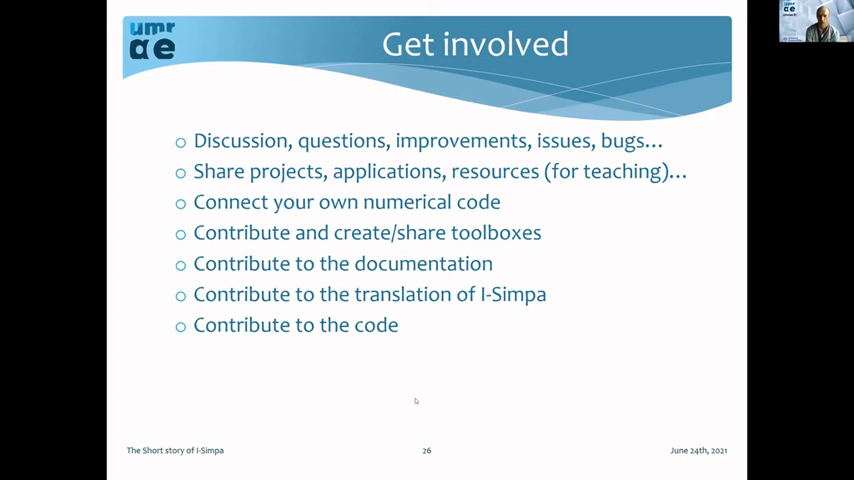 umr
ae
Get involved
Discussion, questions, improvements, issues, bugs...
Share projects, applications, resources (for teaching)...
Connect your own numerical code
Contribute and create/share toolboxes
Contribute to the documentation
Contribute to the translation of I-Simpa
Contribute to the code
The Short story of I-Simpa
26
June 24th, 2021